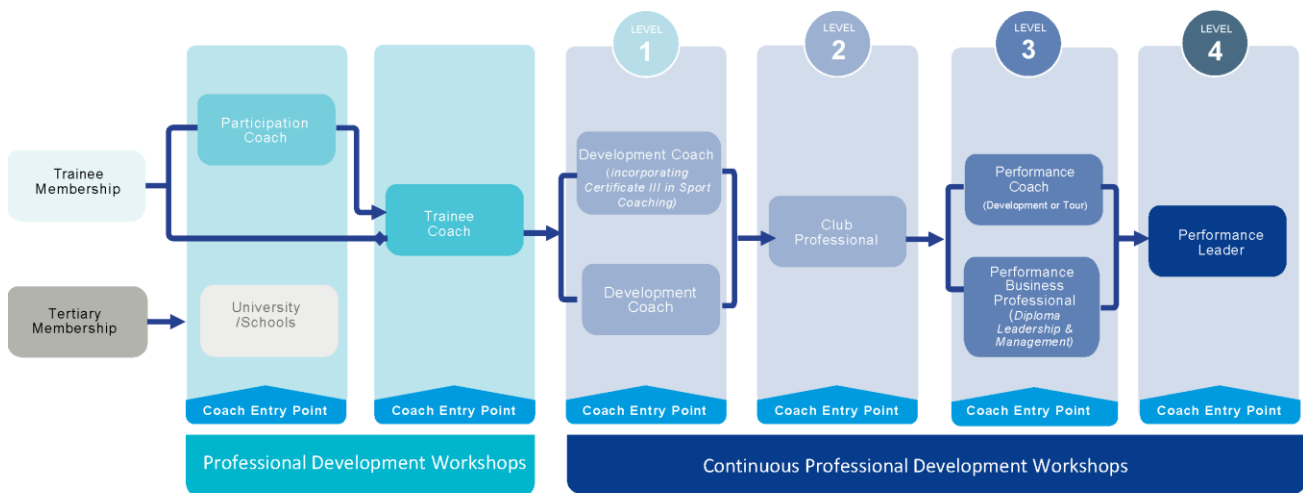 LEVEL
1
LEVEL
2
LEVEL
3
LEVEL
4
Trainee
Membership
Tertiary
Membership
Participation
Coach
University
/Schools
Trainee
Coach
Development Coach
(incorporating
Certificate III in Sport
Coaching)
Development
Coach
Club
Professional
Performance
Coach
(Development or Tour)
Performance
Business
Professional
(Diploma
Leadership &
Management)
Performance
Leader
Coach Entry Point
Coach Entry Point
Coach Entry Point
Coach Entry Point
Coach Entry Point
Coach Entry Point
Professional Development Workshops
Continuous Professional Development Workshops